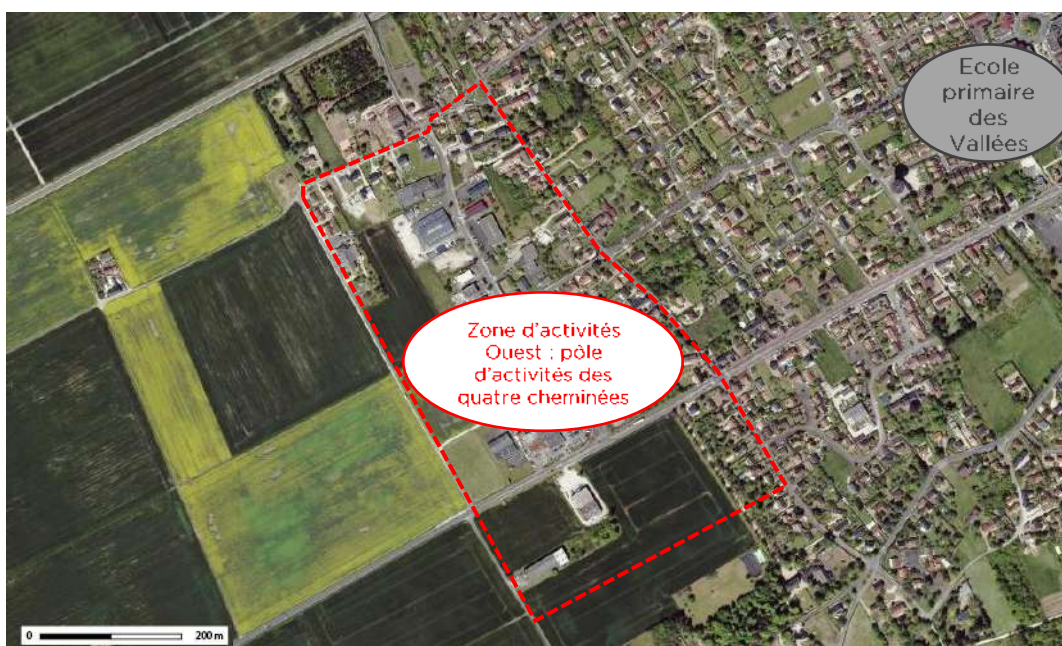 Ecole
primaire
des
Vallées
Zone d'activités
Ouest : pôle
d'activités des
quatre cheminées
0 200 m